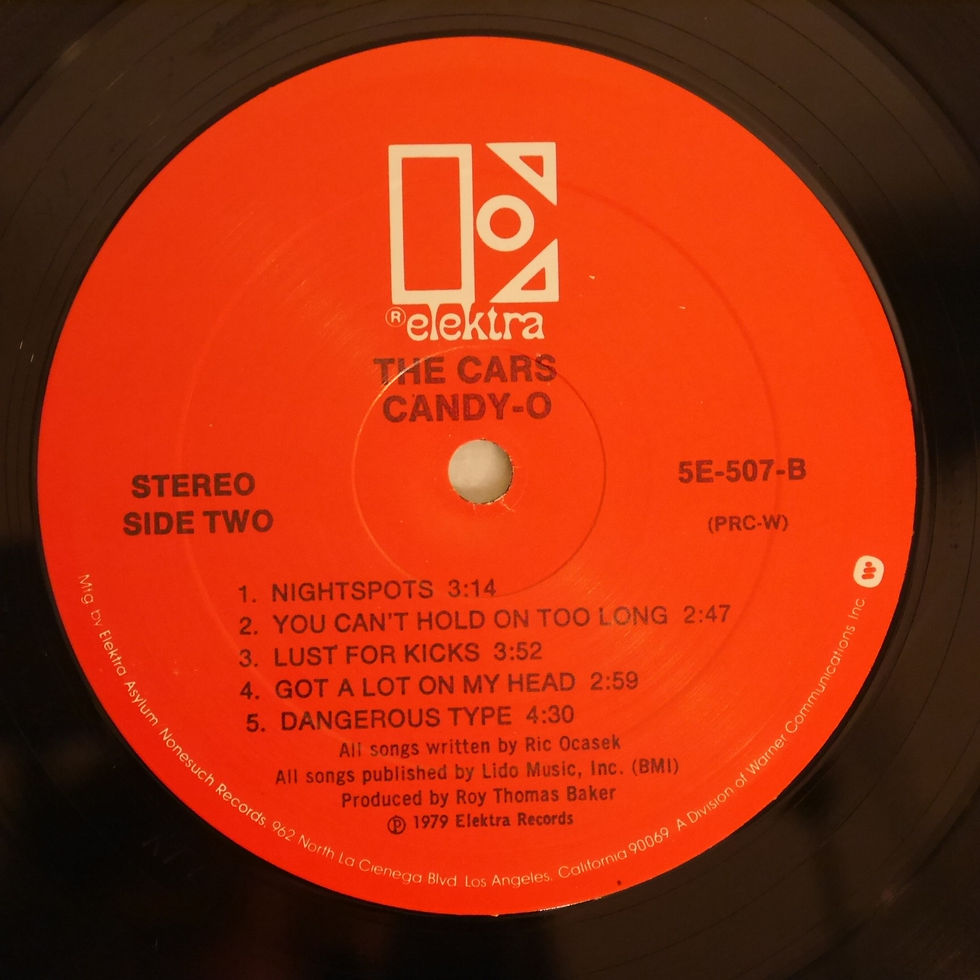 ® elektra
THE CARS
CANDY-O
STEREO
SIDE TWO
5E-507-B
(PRC-W)
1. NIGHTSPOTS 3:14
2. YOU CAN'T HOLD ON TOO LONG 2:47
3. LUST FOR KICKS 3:52
4. GOT A LOT ON MY HEAD 2:59
5. DANGEROUS TYPE 4:30
All songs written by Ric Ocasek
All songs published by Lido Music, Inc. (BMI)
Produced by Roy Thomas Baker
℗ 1979 Elektra Records
Mfg. by Elektra Asylum Nonesuch Records, 962 North La Cienega Blvd. Los Angeles, California 90069 A Division of Warner Communications Inc.